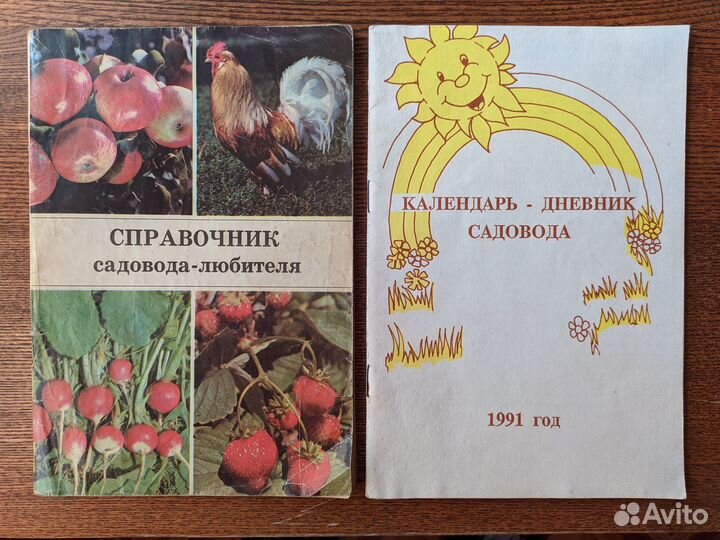 СПРАВОЧНИК
садовода-любителя
КАЛЕНДАРЬ - ДНЕВНИК
САДОВОДА
1991 год
Avito